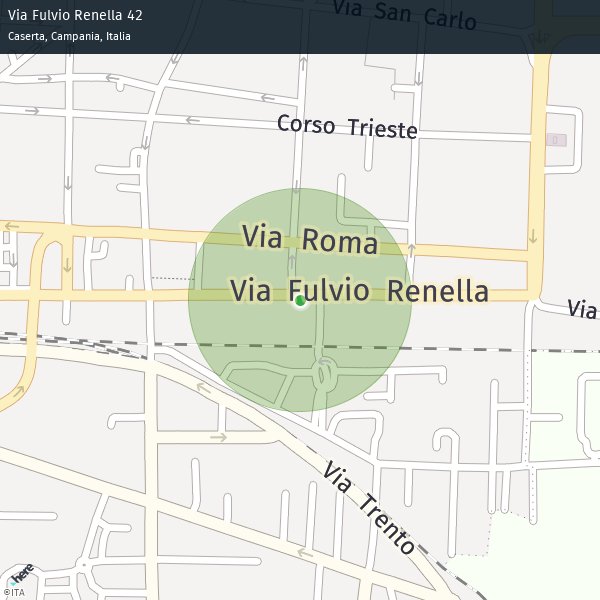 Via Fulvio Renella 42
Caserta, Campania, Italia
Via San Carlo
Corso Trieste
Via Roma
Via Fulvio Renella
Via
Via Trento
here
©ITA